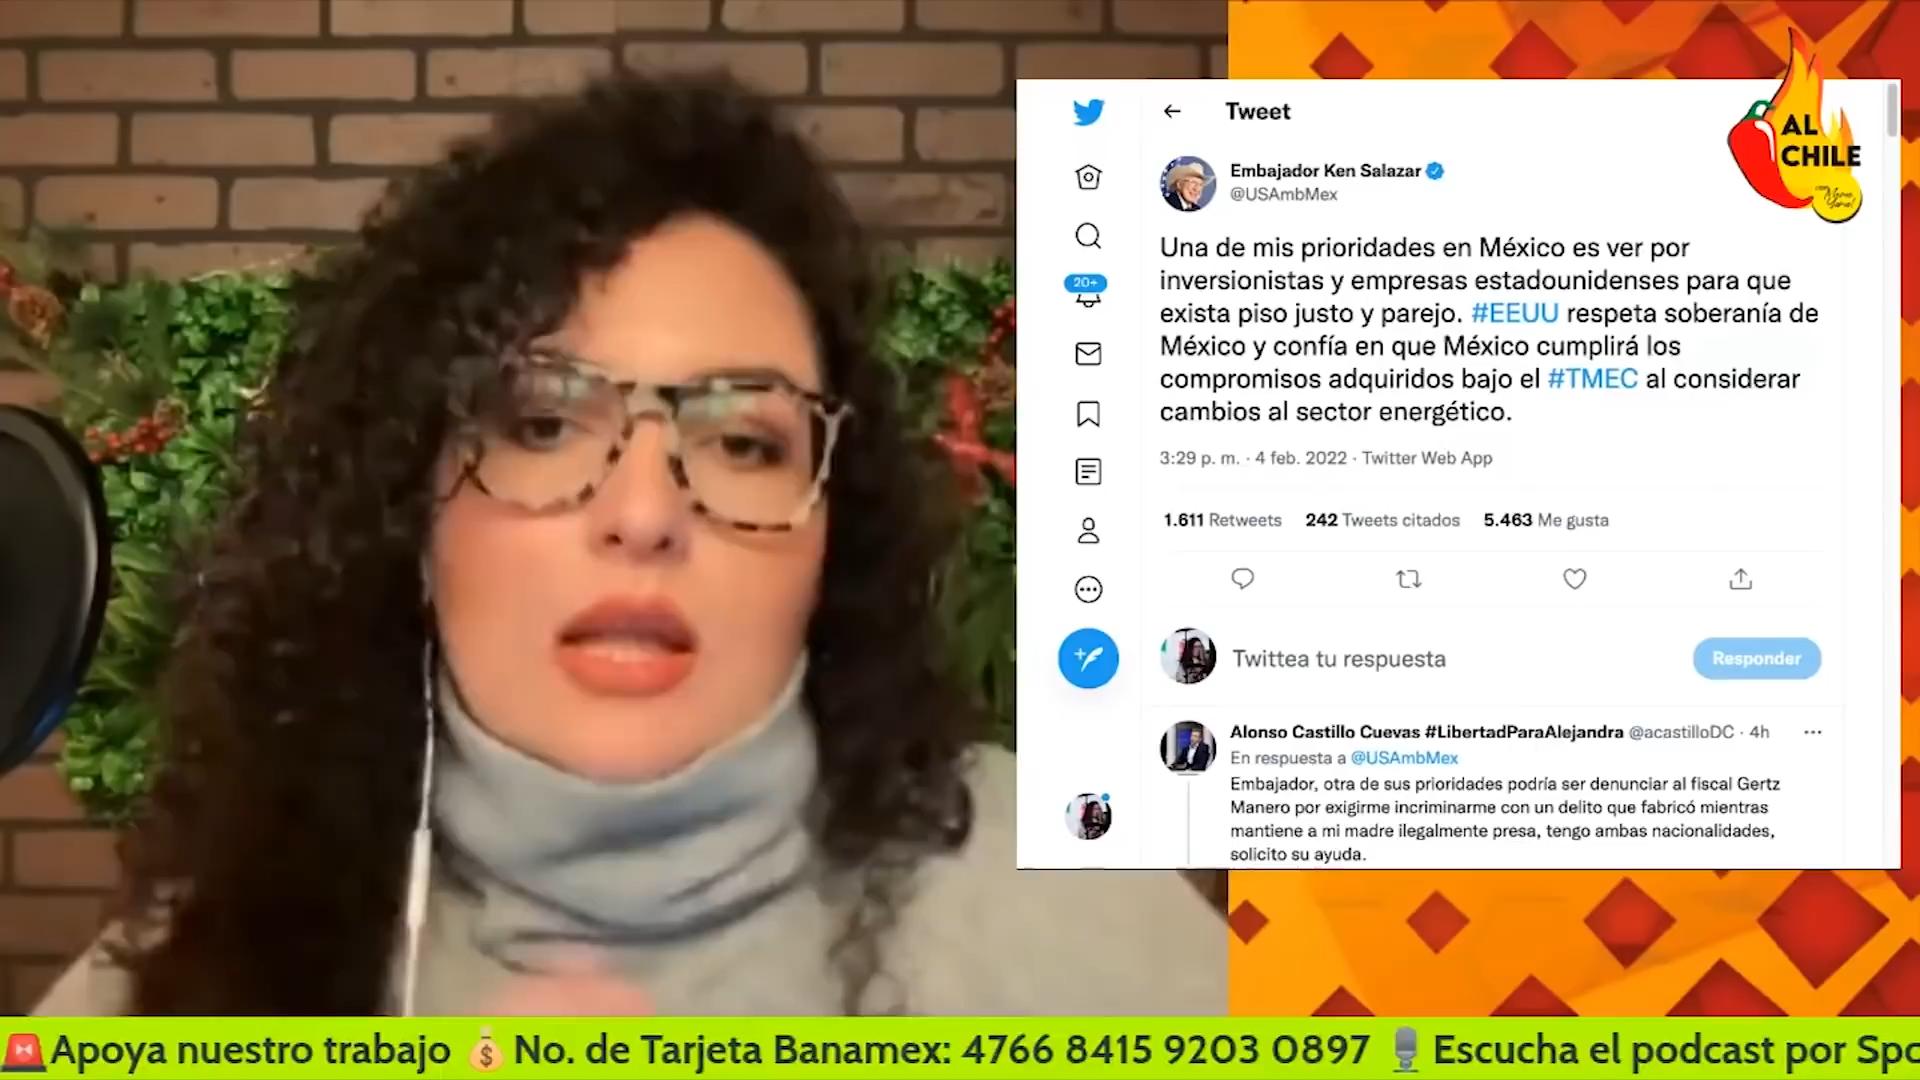 Tweet
AL
CHILE
Embajador Ken Salazar
@USAmbMex
Una de mis prioridades en México es ver por
inversionistas y empresas estadounidenses para que
exista piso justo y parejo. #EEUU respeta soberanía de
México y confía en que México cumplirá los
compromisos adquiridos bajo el #TMEC al considerar
cambios al sector energético.
3:29 p. m. · 4 feb. 2022 · Twitter Web App
1.611 Retweets 242 Tweets citados 5.463 Me gusta
20+
Twittea tu respuesta
Responder
Alonso Castillo Cuevas #LibertadParaAlejandra @acastilloDC · 4h
En respuesta a @USAmbMex
Embajador, otra de sus prioridades podría ser denunciar al fiscal Gertz
Manero por exigirme incriminarme con un delito que fabricó mientras
mantiene a mi madre ilegalmente presa, tengo ambas nacionalidades,
solicito su ayuda.
Apoya nuestro trabajo No. de Tarjeta Banamex: 4766 8415 9203 0897 Escucha el podcast por Spo